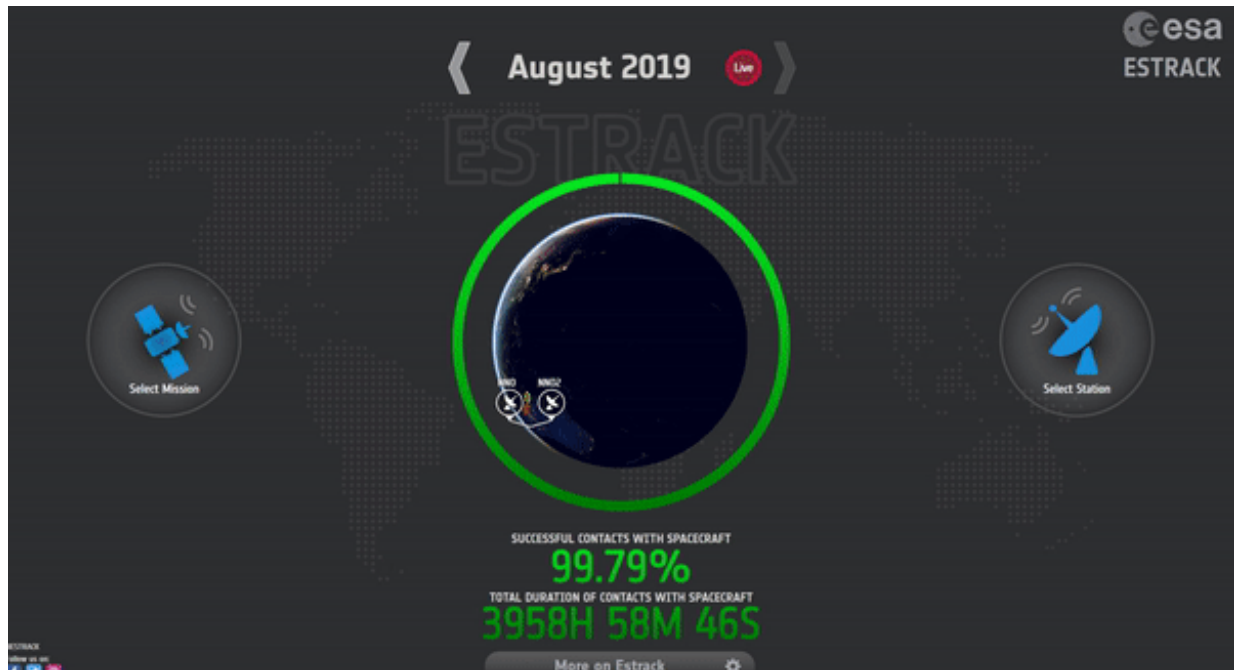 August 2019
Live
esa
ESTRACK
ESTRACK
NNO
NNO2
Select Mission
Select Station
SUCCESSFUL CONTACTS WITH SPACECRAFT
99.79%
TOTAL DURATION OF CONTACTS WITH SPACECRAFT
3958H 58M 46S
More on Estrack
ESTRACK
Follow us on: